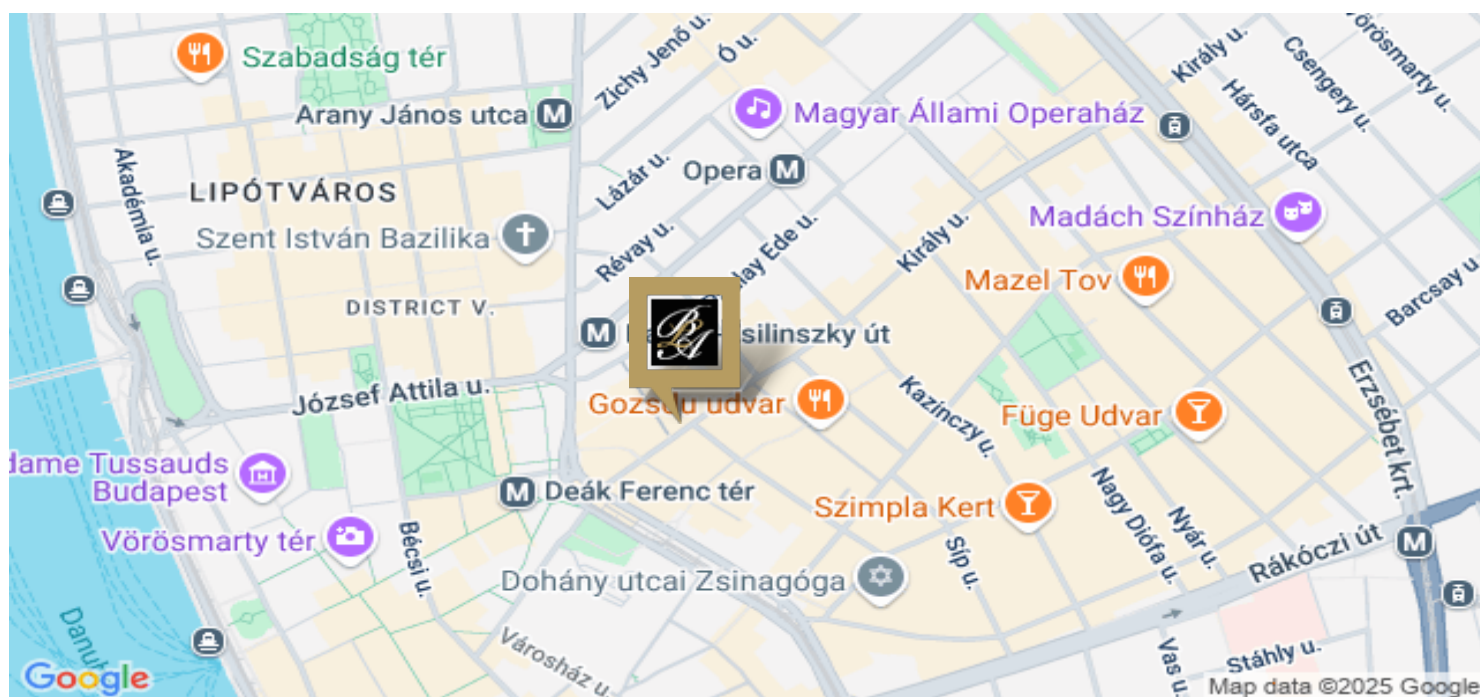 Szabadság tér
Zichy Jenő u.
Ó u.
Király u.
Csengery u.
Vörösmarty u.
Arany János utca
M
Magyar Állami Operaház
Hársfa utca
Akadémia u.
LIPÓTVÁROS
Lázár u.
Opera
M
Madách Színház
Szent István Bazilika
Révay u.
Király u.
Mazel Tov
Barcsay u.
DISTRICT V.
M
BLA
silinszky út
József Attila u.
Gozsdu udvar
Kazinczy u.
Füge Udvar
Erzsébet krt.
dame Tussauds
Budapest
M
Deák Ferenc tér
Szimpla Kert
Nagy Diófa u.
Nyár u.
Vörösmarty tér
Bécsi u.
Síp u.
Rákóczi út
M
Dohány utcai Zsinagóga
Városház u.
Vas u.
Stáhly u.
Google
Map data ©2025 Google